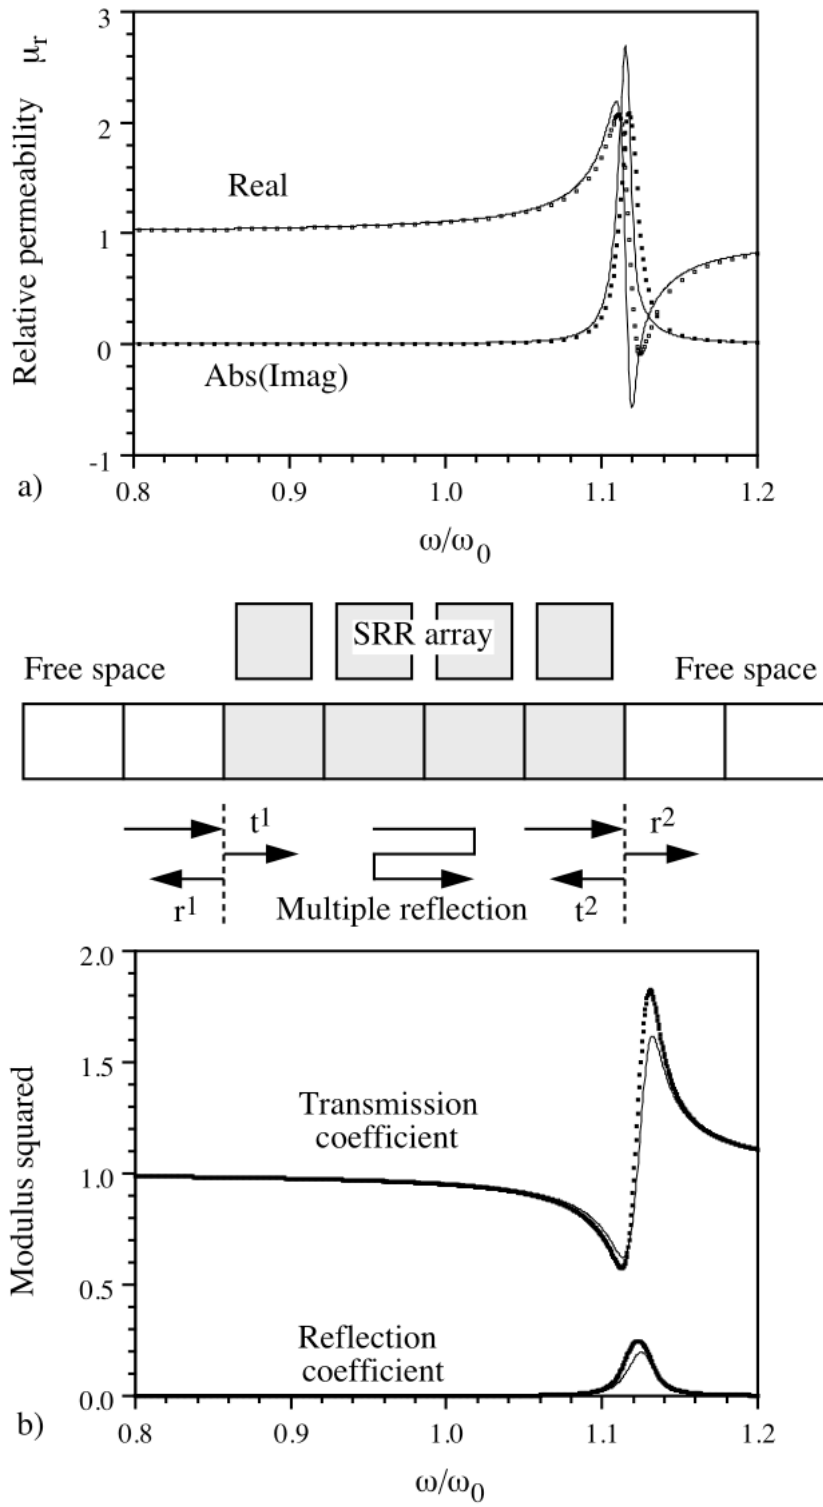 Relative permeability μr
3
2
1
0
-1
Real
Abs(Imag)
a)
0.8 0.9 1.0 1.1 1.2
ω/ω0
SRR array
Free space Free space
t1 r2
r1 Multiple reflection t2
Modulus squared
2.0
1.5
1.0
0.5
0.0
Transmission
coefficient
Reflection
coefficient
b)
0.8 0.9 1.0 1.1 1.2
ω/ω0